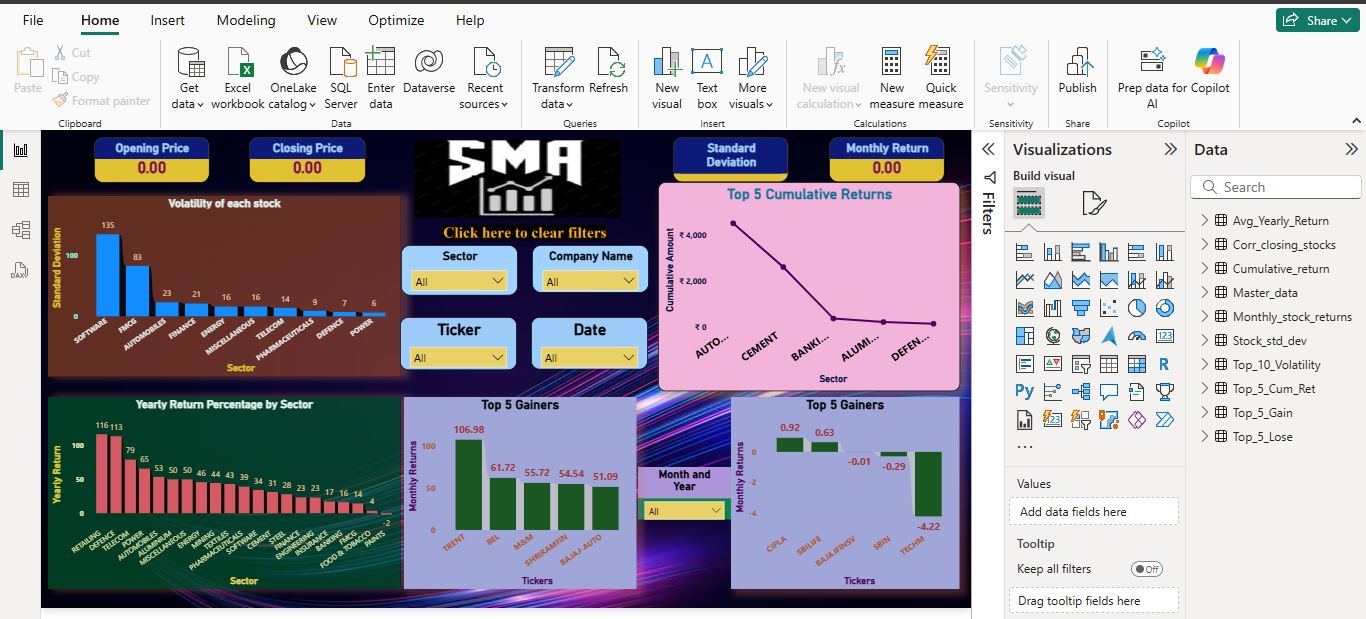 File Home Insert Modeling View Optimize Help Share
Paste
Cut
Copy
Format painter
Clipboard
Get data
Excel workbook
OneLake catalog
SQL Server
Enter data
Dataverse
Recent sources
Data
Transform data
Refresh
Queries
New visual
Text box
More visuals
Insert
New visual calculation
New measure
Quick measure
Calculations
Sensitivity
Sensitivity
Publish
Share
Prep data for AI
Copilot
Copilot
Opening Price
0.00
Closing Price
0.00
SMA
Standard Deviation
Monthly Return
0.00
Volatility of each stock
Standard Deviation
100
0
135
83
23
21
16
16
14
9
7
6
SOFTWARE
FMCG
AUTOMOBILES
FINANCE
ENERGY
MISCELLANEOUS
TELECOM
PHARMACEUTICALS
DEFENCE
POWER
Sector
Click here to clear filters
Sector
All
Company Name
All
Ticker
All
Date
All
Top 5 Cumulative Returns
Cumulative Amount
₹ 4,000
₹ 2,000
₹ 0
AUTO...
CEMENT
BANKI...
ALUMI...
DEFEN...
Sector
Yearly Return Percentage by Sector
Yearly Return
100
50
0
116
113
79
65
53
50
50
46
44
43
39
34
31
28
23
23
17
16
14
4
-2
RETAILING
DEFENCE
TELECOM
POWER
AUTOMOBILES
ALUMINIUM
MISCELLANEOUS
ENERGY
MINING
TEXTILES
PHARMACEUTICALS
SOFTWARE
CEMENT
STEEL
FINANCE
ENGINEERING
INSURANCE
BANKING
FMCG
FOOD & TOBACCO
PAINTS
Sector
Top 5 Gainers
Monthly Returns
100
50
0
106.98
61.72
55.72
54.54
51.09
TRENT
BEL
M&M
SHRIRAMFIN
BAJAJ-AUTO
Tickers
Month and Year
All
Top 5 Gainers
Monthly Returns
0
-2
-4
0.92
0.63
-0.01
-0.29
-4.22
CIPLA
SBILIFE
BAJAJFINSV
SBIN
TECHM
Tickers
Filters
Visualizations
Build visual
Values
Add data fields here
Tooltip
Keep all filters
Off
Drag tooltip fields here
Data
Search
Avg_Yearly_Return
Corr_closing_stocks
Cumulative_return
Master_data
Monthly_stock_returns
Stock_std_dev
Top_10_Volatility
Top_5_Cum_Ret
Top_5_Gain
Top_5_Lose